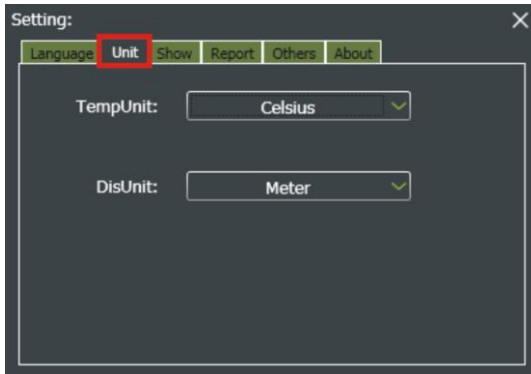 Setting:
Language Unit Show Report Others About
TempUnit: Celsius
DisUnit: Meter